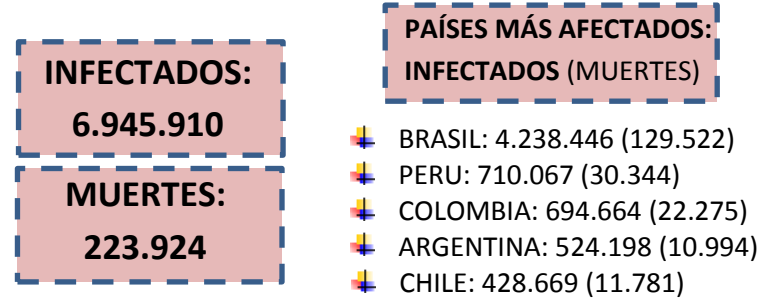 INFECTADOS:
6.945.910
MUERTES:
223.924
PAÍSES MÁS AFECTADOS:
INFECTADOS (MUERTES)
BRASIL: 4.238.446 (129.522)
PERU: 710.067 (30.344)
COLOMBIA: 694.664 (22.275)
ARGENTINA: 524.198 (10.994)
CHILE: 428.669 (11.781)